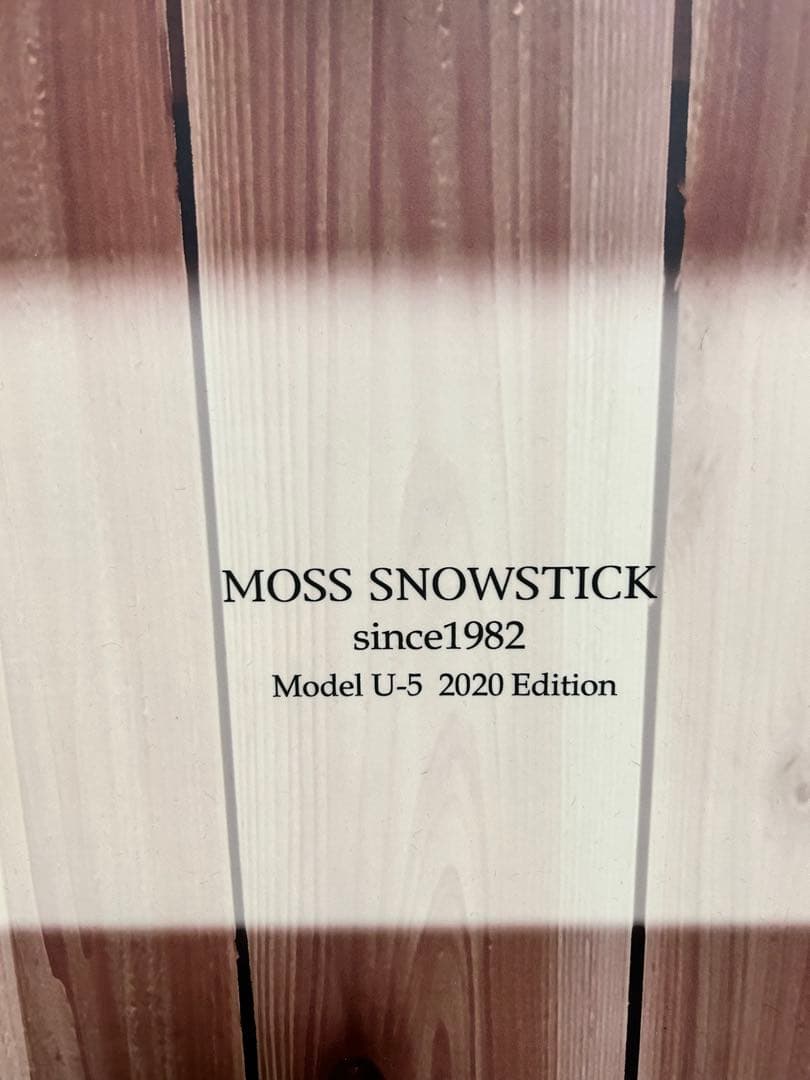 MOSS SNOWSTICK
since1982
Model U-5 2020 Edition